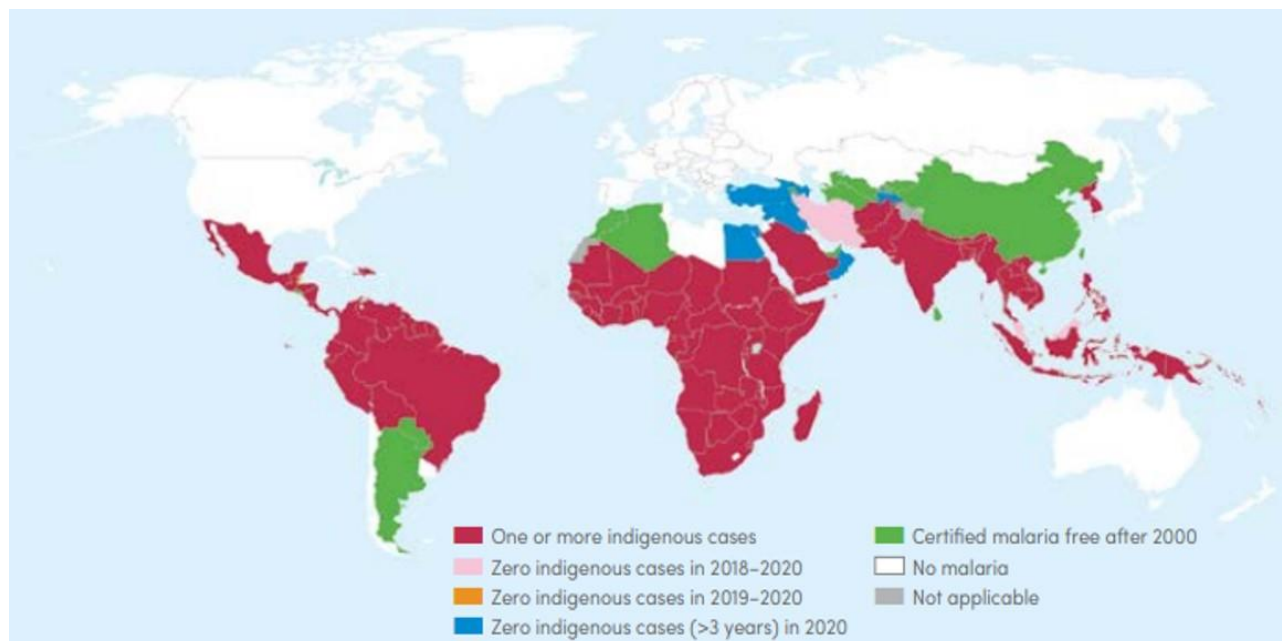 One or more indigenous cases
Zero indigenous cases in 2018–2020
Zero indigenous cases in 2019–2020
Zero indigenous cases (>3 years) in 2020
Certified malaria free after 2000
No malaria
Not applicable